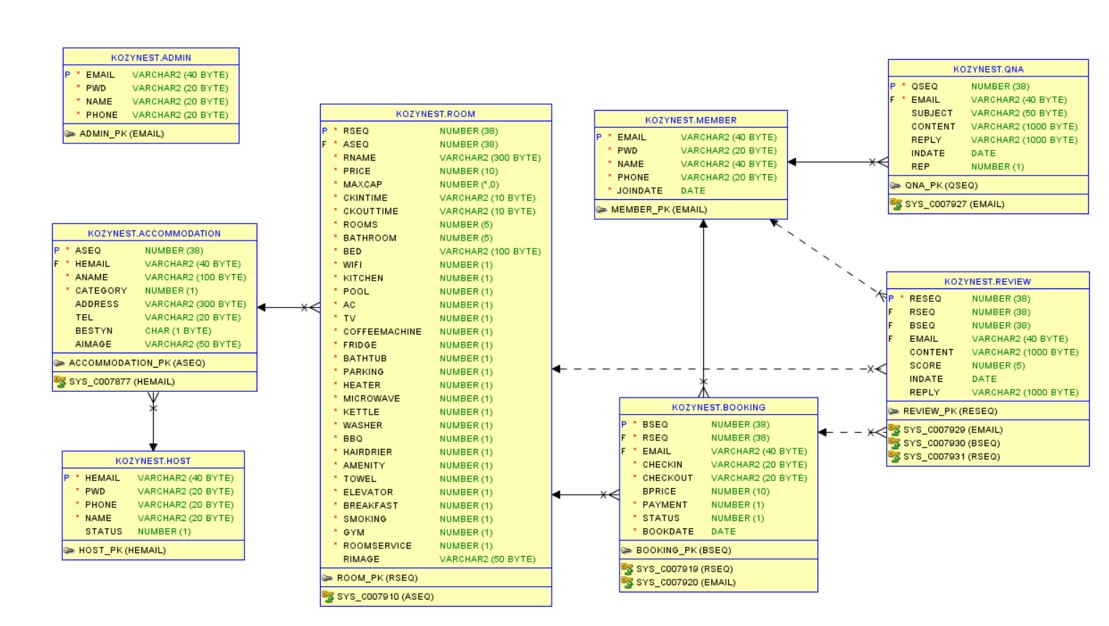 KOZYNEST.ADMIN
P * EMAIL VARCHAR2 (40 BYTE)
* PWD VARCHAR2 (20 BYTE)
* NAME VARCHAR2 (20 BYTE)
* PHONE VARCHAR2 (20 BYTE)
ADMIN_PK (EMAIL)
KOZYNEST.ACCOMMODATION
P * ASEQ NUMBER (38)
F * HEMAIL VARCHAR2 (40 BYTE)
* ANAME VARCHAR2 (100 BYTE)
* CATEGORY NUMBER (1)
ADDRESS VARCHAR2 (300 BYTE)
TEL VARCHAR2 (20 BYTE)
BESTYN CHAR (1 BYTE)
AIMAGE VARCHAR2 (50 BYTE)
ACCOMMODATION_PK (ASEQ)
SYS_C007877 (HEMAIL)
KOZYNEST.HOST
P * HEMAIL VARCHAR2 (40 BYTE)
* PWD VARCHAR2 (20 BYTE)
* PHONE VARCHAR2 (20 BYTE)
* NAME VARCHAR2 (20 BYTE)
STATUS NUMBER (1)
HOST_PK (HEMAIL)
KOZYNEST.ROOM
P * RSEQ NUMBER (38)
F * ASEQ NUMBER (38)
* RNAME VARCHAR2 (300 BYTE)
* PRICE NUMBER (10)
* MAXCAP NUMBER (*,0)
* CKINTIME VARCHAR2 (10 BYTE)
* CKOUTTIME VARCHAR2 (10 BYTE)
* ROOMS NUMBER (5)
* BATHROOM NUMBER (5)
* BED VARCHAR2 (100 BYTE)
* WIFI NUMBER (1)
* KITCHEN NUMBER (1)
* POOL NUMBER (1)
* AC NUMBER (1)
* TV NUMBER (1)
* COFFEEMACHINE NUMBER (1)
* FRIDGE NUMBER (1)
* BATHTUB NUMBER (1)
* PARKING NUMBER (1)
* HEATER NUMBER (1)
* MICROWAVE NUMBER (1)
* KETTLE NUMBER (1)
* WASHER NUMBER (1)
* BBQ NUMBER (1)
* HAIRDRIER NUMBER (1)
* AMENITY NUMBER (1)
* TOWEL NUMBER (1)
* ELEVATOR NUMBER (1)
* BREAKFAST NUMBER (1)
* SMOKING NUMBER (1)
* GYM NUMBER (1)
* ROOMSERVICE NUMBER (1)
RIMAGE VARCHAR2 (50 BYTE)
ROOM_PK (RSEQ)
SYS_C007910 (ASEQ)
KOZYNEST.MEMBER
P * EMAIL VARCHAR2 (40 BYTE)
* PWD VARCHAR2 (20 BYTE)
* NAME VARCHAR2 (40 BYTE)
* PHONE VARCHAR2 (20 BYTE)
* JOINDATE DATE
MEMBER_PK (EMAIL)
KOZYNEST.BOOKING
P * BSEQ NUMBER (38)
F * RSEQ NUMBER (38)
F * EMAIL VARCHAR2 (40 BYTE)
* CHECKIN VARCHAR2 (20 BYTE)
* CHECKOUT VARCHAR2 (20 BYTE)
BPRICE NUMBER (10)
* PAYMENT NUMBER (1)
* STATUS NUMBER (1)
* BOOKDATE DATE
BOOKING_PK (BSEQ)
SYS_C007919 (RSEQ)
SYS_C007920 (EMAIL)
KOZYNEST.QNA
P * QSEQ NUMBER (38)
F * EMAIL VARCHAR2 (40 BYTE)
SUBJECT VARCHAR2 (50 BYTE)
CONTENT VARCHAR2 (1000 BYTE)
REPLY VARCHAR2 (1000 BYTE)
INDATE DATE
REP NUMBER (1)
QNA_PK (QSEQ)
SYS_C007927 (EMAIL)
KOZYNEST.REVIEW
P * RESEQ NUMBER (38)
F RSEQ NUMBER (38)
F BSEQ NUMBER (38)
F EMAIL VARCHAR2 (40 BYTE)
CONTENT VARCHAR2 (1000 BYTE)
SCORE NUMBER (5)
INDATE DATE
REPLY VARCHAR2 (1000 BYTE)
REVIEW_PK (RESEQ)
SYS_C007929 (EMAIL)
SYS_C007930 (BSEQ)
SYS_C007931 (RSEQ)